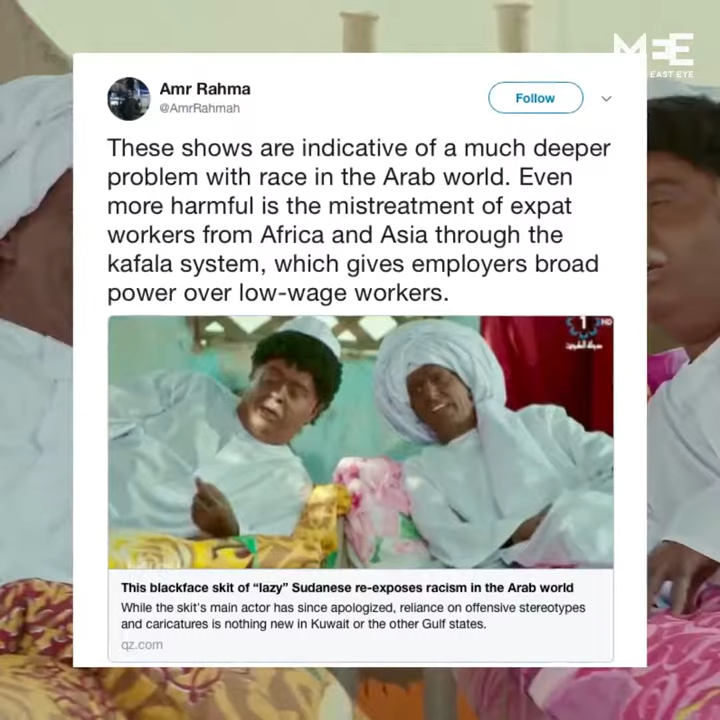 MEE
EAST EYE
Amr Rahma
@AmrRahmah
Follow
These shows are indicative of a much deeper
problem with race in the Arab world. Even
more harmful is the mistreatment of expat
workers from Africa and Asia through the
kafala system, which gives employers broad
power over low-wage workers.
1 HD
This blackface skit of “lazy” Sudanese re-exposes racism in the Arab world
While the skit's main actor has since apologized, reliance on offensive stereotypes
and caricatures is nothing new in Kuwait or the other Gulf states.
qz.com